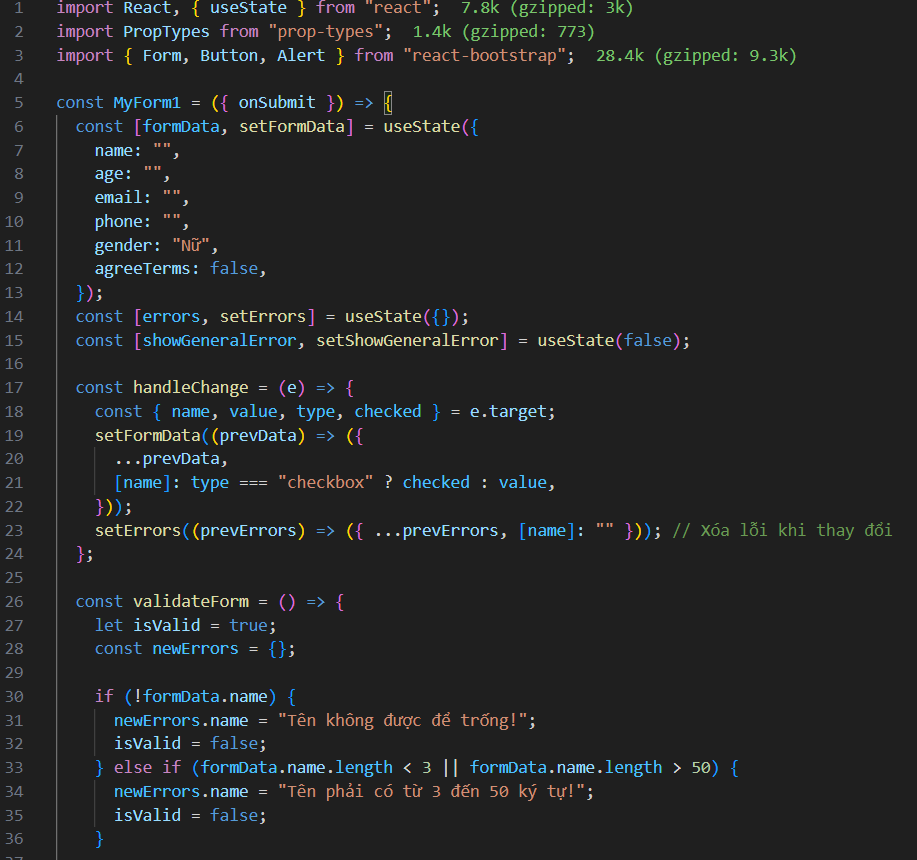 1 import React, { useState } from "react"; 7.8k (gzipped: 3k)
2 import PropTypes from "prop-types"; 1.4k (gzipped: 773)
3 import { Form, Button, Alert } from "react-bootstrap"; 28.4k (gzipped: 9.3k)
4
5 const MyForm1 = ({ onSubmit }) => {
6   const [formData, setFormData] = useState({
7     name: "",
8     age: "",
9     email: "",
10     phone: "",
11     gender: "Nữ",
12     agreeTerms: false,
13   });
14   const [errors, setErrors] = useState({});
15   const [showGeneralError, setShowGeneralError] = useState(false);
16
17   const handleChange = (e) => {
18     const { name, value, type, checked } = e.target;
19     setFormData((prevData) => ({
20       ...prevData,
21       [name]: type === "checkbox" ? checked : value,
22     }));
23     setErrors((prevErrors) => ({ ...prevErrors, [name]: "" })); // Xóa lỗi khi thay đổi
24   };
25
26   const validateForm = () => {
27     let isValid = true;
28     const newErrors = {};
29
30     if (!formData.name) {
31       newErrors.name = "Tên không được để trống!";
32       isValid = false;
33     } else if (formData.name.length < 3 || formData.name.length > 50) {
34       newErrors.name = "Tên phải có từ 3 đến 50 ký tự!";
35       isValid = false;
36     }